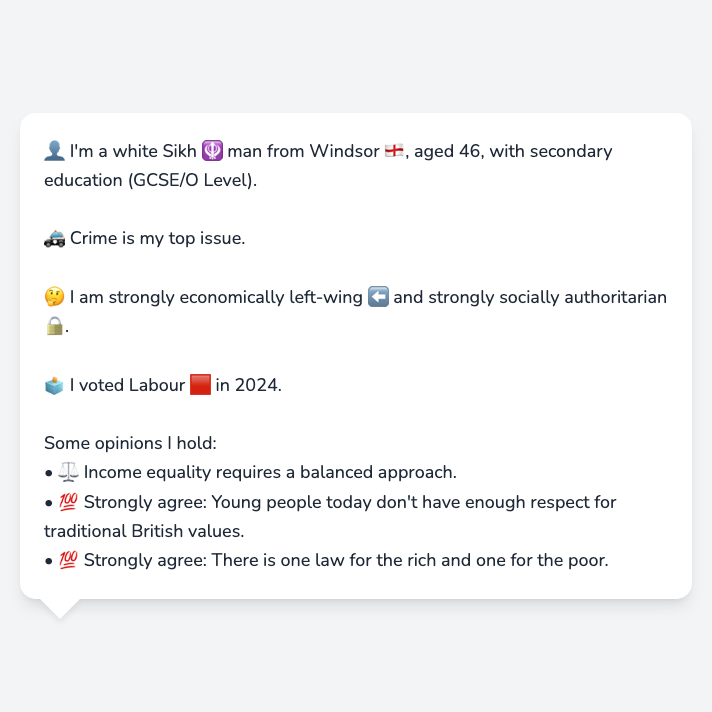 👤 I'm a white Sikh 🪯 man from Windsor 🏴󠁧󠁢󠁥󠁮󠁧󠁿, aged 46, with secondary
education (GCSE/O Level).
🚓 Crime is my top issue.
🤔 I am strongly economically left-wing ⬅️ and strongly socially authoritarian
🔒.
🗳️ I voted Labour 🟥 in 2024.
Some opinions I hold:
• ⚖️ Income equality requires a balanced approach.
• 💯 Strongly agree: Young people today don't have enough respect for
traditional British values.
• 💯 Strongly agree: There is one law for the rich and one for the poor.